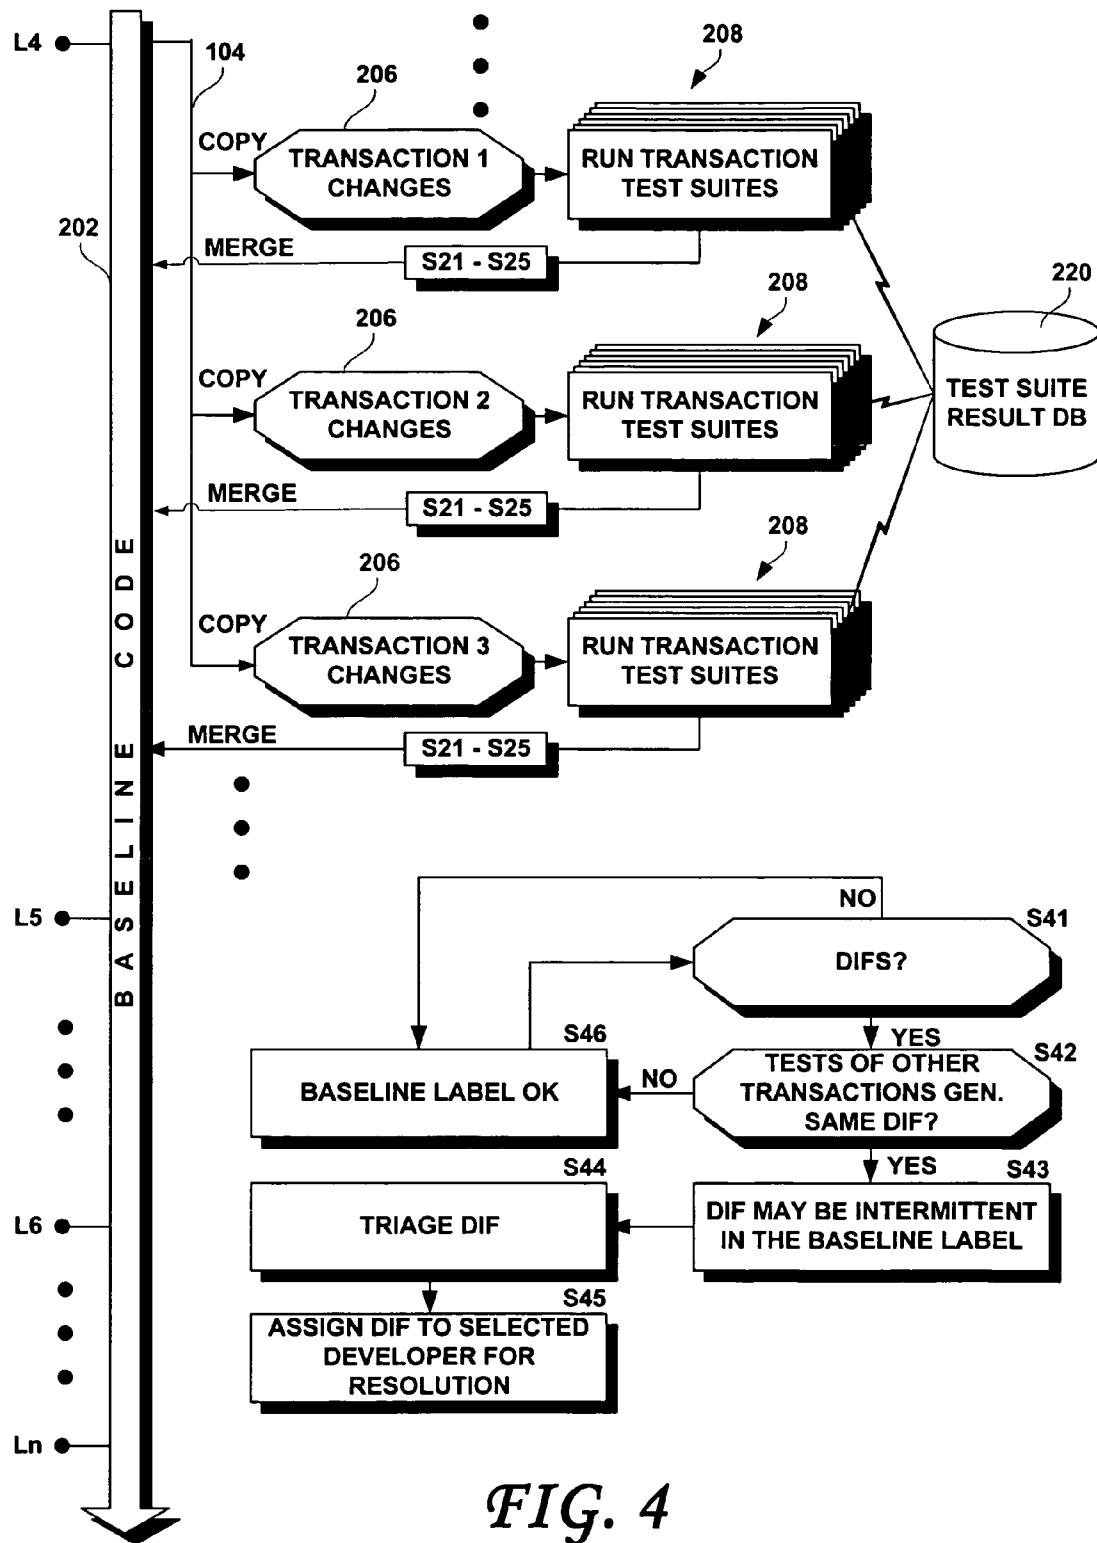 L4
104
206
208
COPY
TRANSACTION 1
CHANGES
RUN TRANSACTION
TEST SUITES
202
MERGE
S21 - S25
220
206
208
COPY
TRANSACTION 2
CHANGES
RUN TRANSACTION
TEST SUITES
TEST SUITE
RESULT DB
MERGE
S21 - S25
206
208
COPY
TRANSACTION 3
CHANGES
RUN TRANSACTION
TEST SUITES
MERGE
S21 - S25
BASELINE CODE
L5
NO
S41
DIFS?
YES
S46
BASELINE LABEL OK
NO
S42
TESTS OF OTHER
TRANSACTIONS GEN.
SAME DIF?
YES
S44
TRIAGE DIF
S43
DIF MAY BE INTERMITTENT
IN THE BASELINE LABEL
L6
S45
ASSIGN DIF TO SELECTED
DEVELOPER FOR
RESOLUTION
Ln
FIG. 4